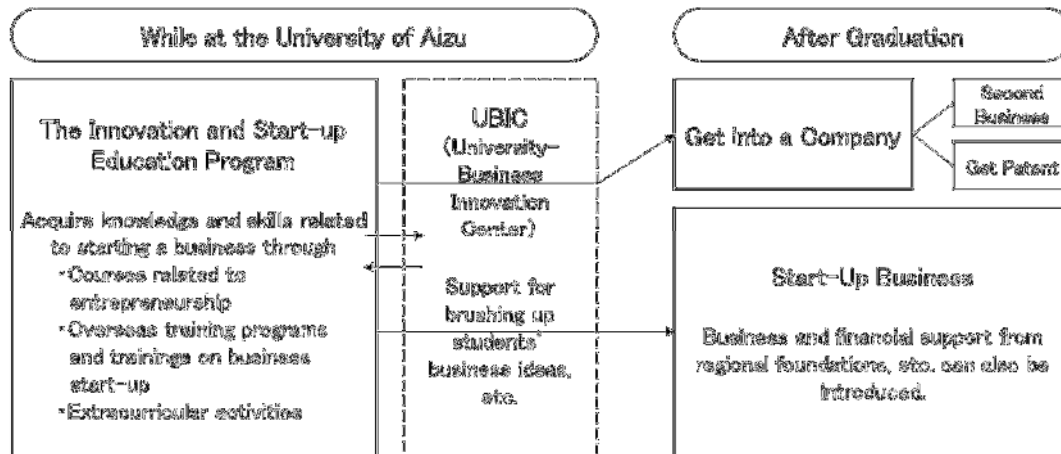 While at the University of Aizu
After Graduation
The Innovation and Start-up
Education Program
Acquire knowledge and skills related
to starting a business through
・Courses related to
entrepreneurship
・Overseas training programs
and trainings on business
start-up
・Extracurricular activities
UBIC
(University-
Business
Innovation
Center)
Support for
brushing up
students'
business ideas,
etc.
Get into a Company
Second
Business
Get Patent
Start-Up Business
Business and financial support from
regional foundations, etc. can also be
introduced.